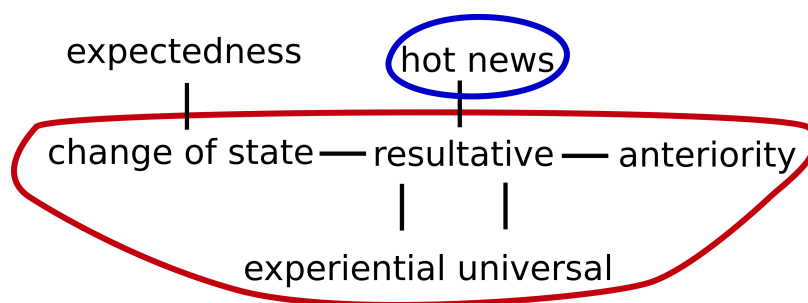 expectedness
hot news
change of state
resultative
anteriority
experiential universal